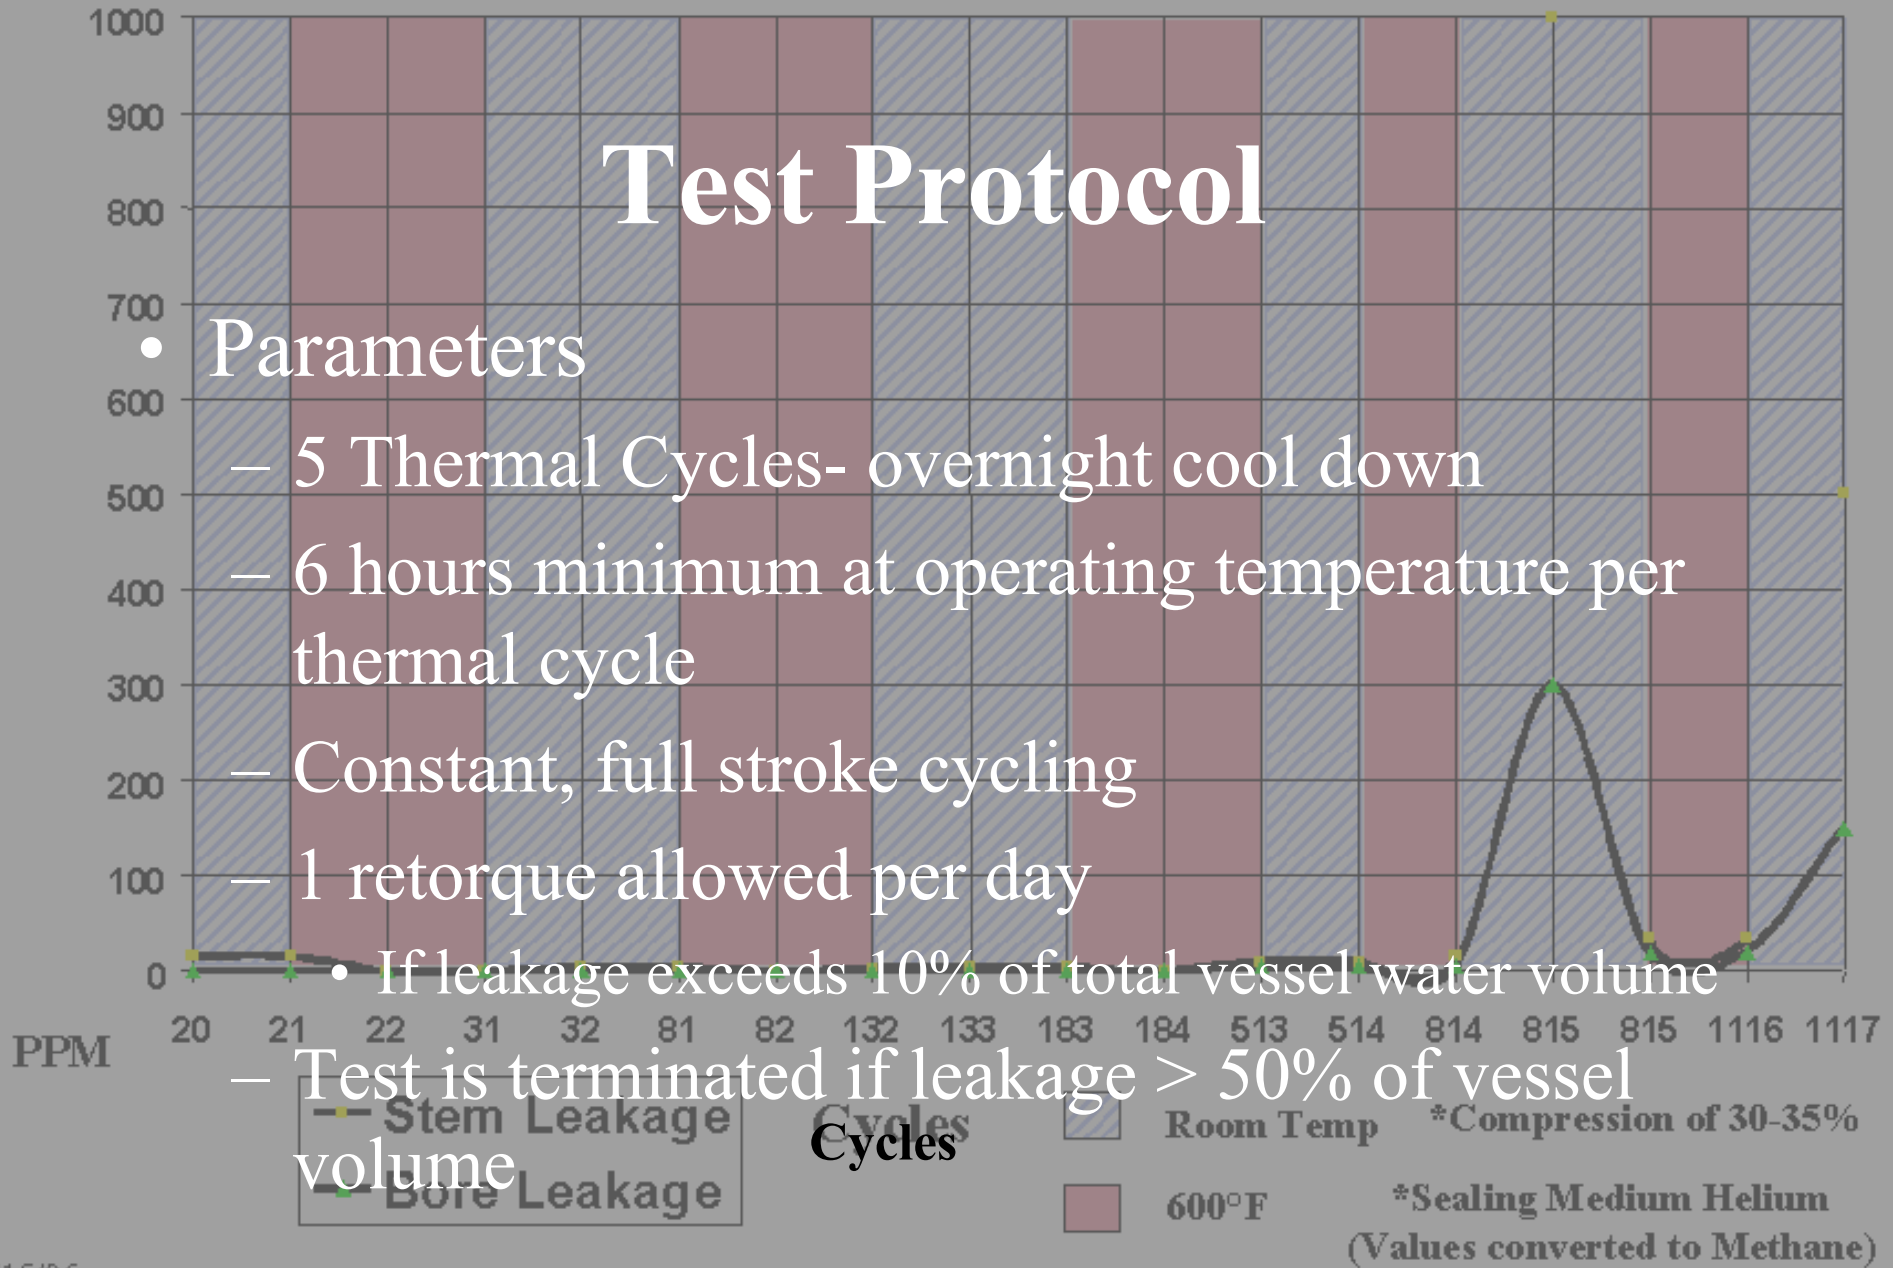 Test Protocol
• Parameters
– 5 Thermal Cycles- overnight cool down
– 6 hours minimum at operating temperature per
thermal cycle
– Constant, full stroke cycling
– 1 retorque allowed per day
• If leakage exceeds 10% of total vessel water volume
– Test is terminated if leakage > 50% of vessel
volume
1000
900
800
700
600
500
400
300
200
100
0
PPM
20 21 22 31 32 81 82 132 133 183 184 513 514 814 815 815 1116 1117
Stem Leakage
Bore Leakage
Cycles
Cycles
Room Temp
600°F
*Compression of 30-35%
*Sealing Medium Helium
(Values converted to Methane)